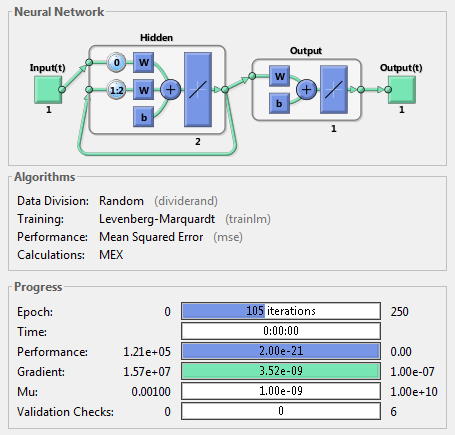 Neural Network
Hidden
Output
Input(t)
Output(t)
0
W
1:2
W
b
+
W
b
+
1
2
1
1
Algorithms
Data Division: Random (dividerand)
Training: Levenberg-Marquardt (trainlm)
Performance: Mean Squared Error (mse)
Calculations: MEX
Progress
Epoch: 0 105 iterations 250
Time: 0:00:00
Performance: 1.21e+05 2.00e-21 0.00
Gradient: 1.57e+07 3.52e-09 1.00e-07
Mu: 0.00100 1.00e-09 1.00e+10
Validation Checks: 0 0 6